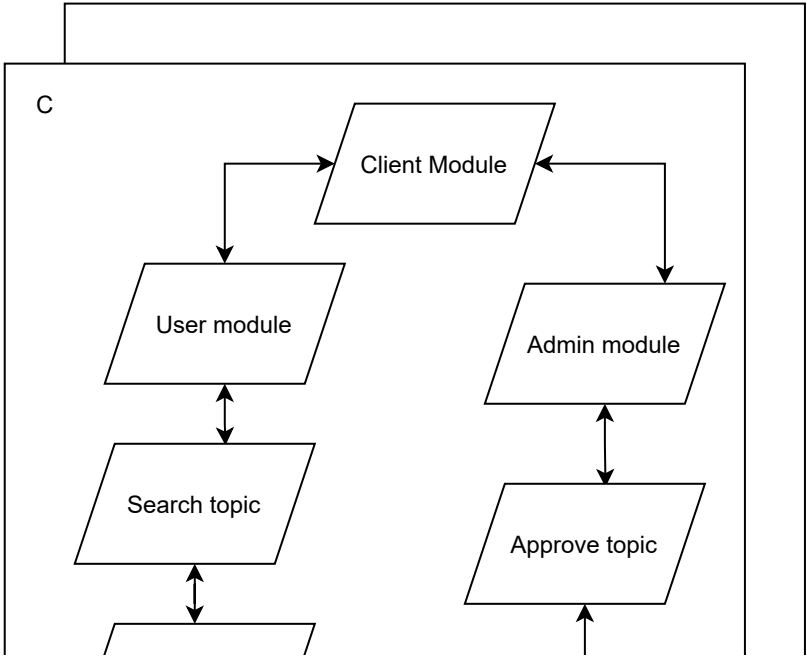 C
Client Module
User module
Admin module
Search topic
Approve topic